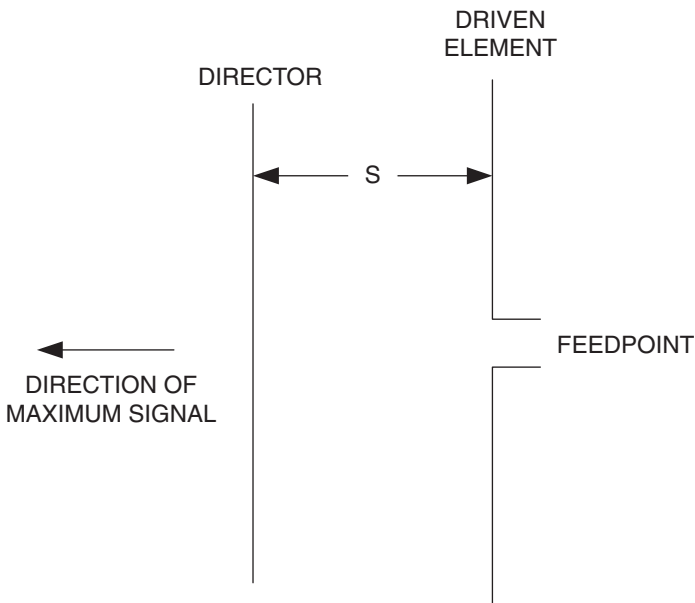 DRIVEN
ELEMENT
DIRECTOR
S
FEEDPOINT
DIRECTION OF
MAXIMUM SIGNAL